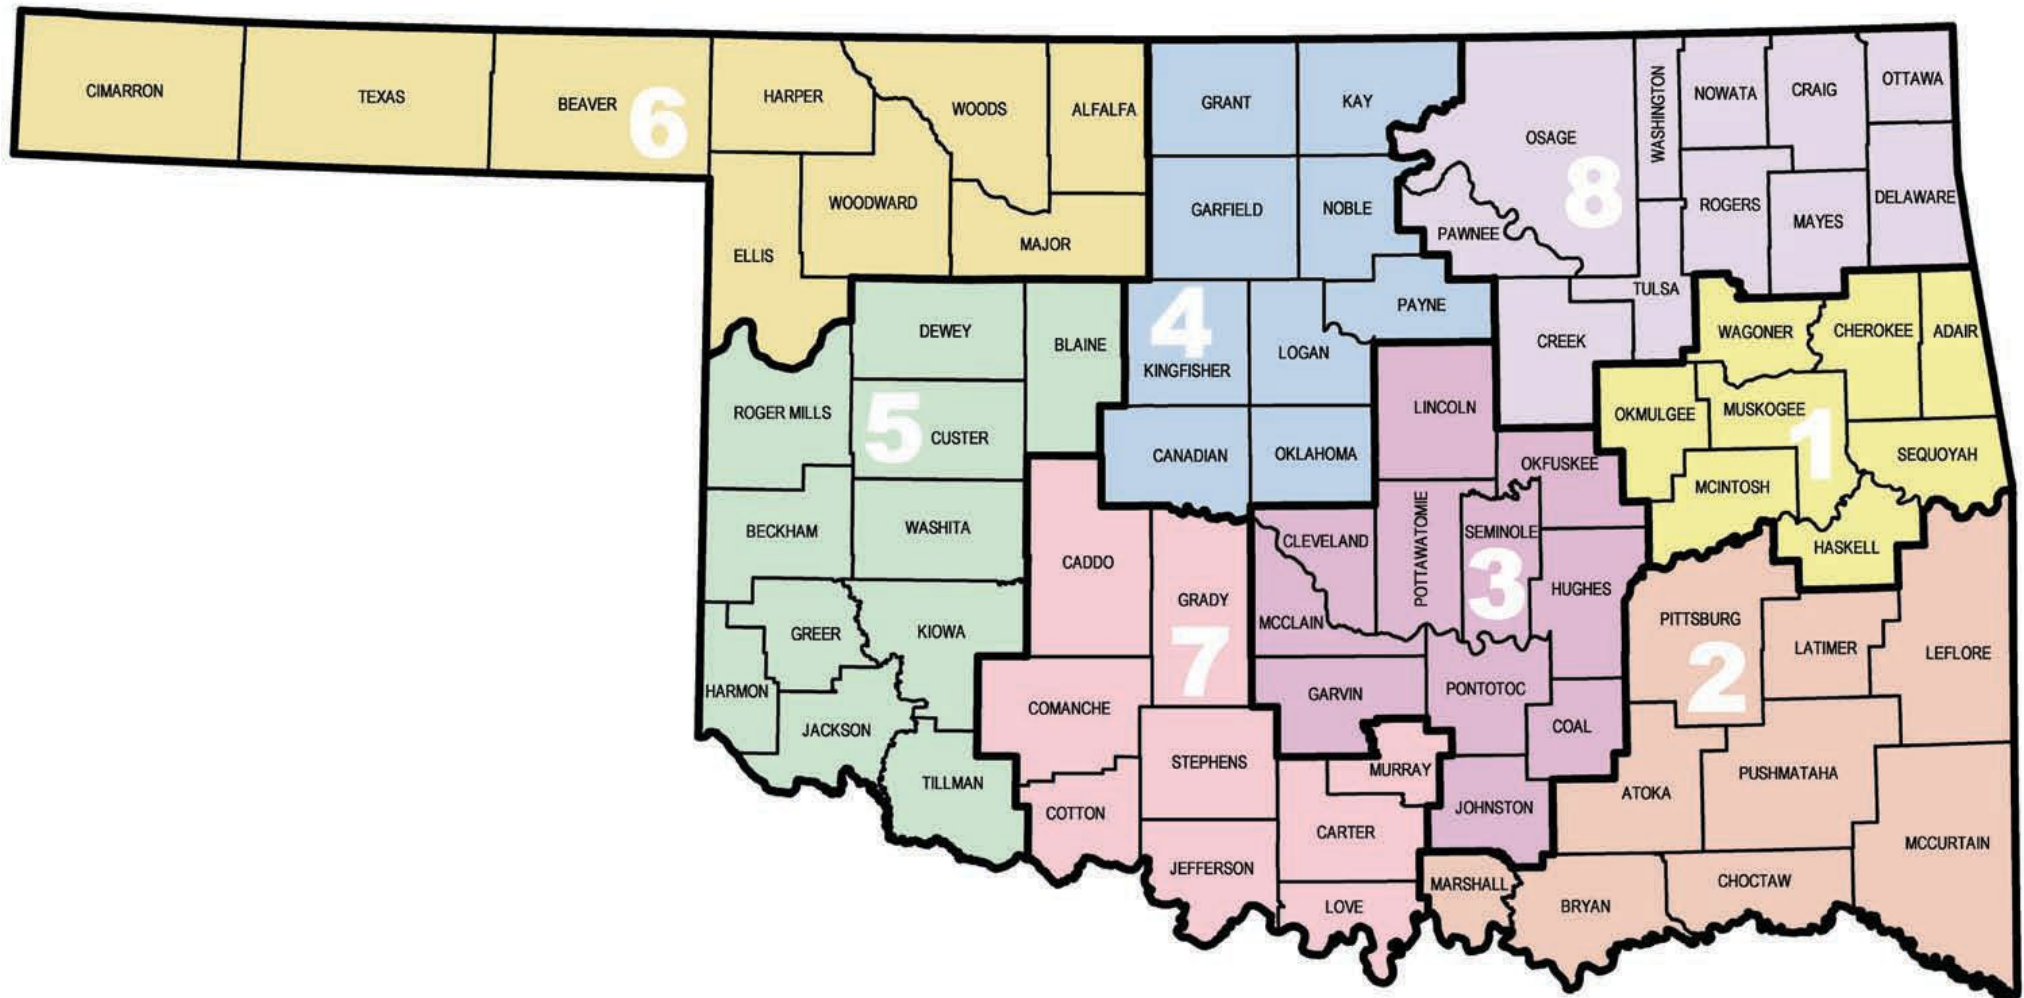 CIMARRON
TEXAS
BEAVER
6
HARPER
WOODS
ALFALFA
WOODWARD
ELLIS
MAJOR
GRANT
KAY
GARFIELD
NOBLE
4
KINGFISHER
LOGAN
PAYNE
CANADIAN
OKLAHOMA
OSAGE
WASHINGTON
NOWATA
CRAIG
OTTAWA
8
ROGERS
MAYES
DELAWARE
PAWNEE
TULSA
CREEK
WAGONER
CHEROKEE
ADAIR
OKMULGEE
MUSKOGEE
1
SEQUOYAH
MCINTOSH
HASKELL
DEWEY
BLAINE
ROGER MILLS
5
CUSTER
BECKHAM
WASHITA
GREER
KIOWA
HARMON
JACKSON
TILLMAN
CADDO
GRADY
7
COMANCHE
STEPHENS
COTTON
JEFFERSON
MURRAY
CARTER
LOVE
LINCOLN
OKFUSKEE
CLEVELAND
POTTAWATOMIE
SEMINOLE
3
HUGHES
MCCLAIN
GARVIN
PONTOTOC
COAL
JOHNSTON
PITTSBURG
2
LATIMER
LEFLORE
ATOKA
PUSHMATAHA
MCCURTAIN
MARSHALL
BRYAN
CHOCTAW